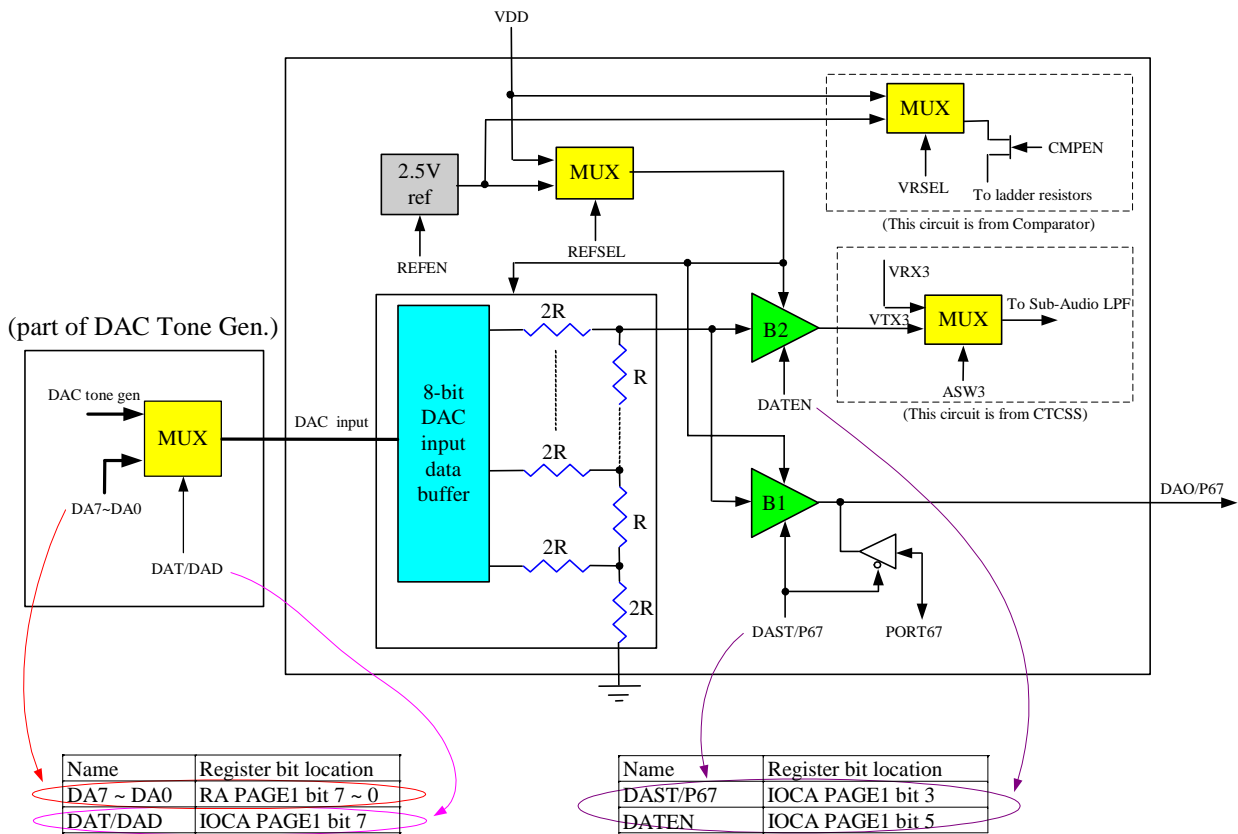 VDD
MUX
CMPEN
VRSEL
To ladder resistors
(This circuit is from Comparator)
2.5V
ref
MUX
REFEN
REFSEL
VRX3
To Sub-Audio LPF
VTX3
MUX
ASW3
(This circuit is from CTCSS)
B2
DATEN
(part of DAC Tone Gen.)
DAC tone gen
MUX
DA7~DA0
DAT/DAD
DAC input
8-bit
DAC
input
data
buffer
2R
R
2R
R
2R
2R
B1
DAO/P67
DAST/P67
PORT67
Name Register bit location
DA7 ~ DA0 RA PAGE1 bit 7 ~ 0
DAT/DAD IOCA PAGE1 bit 7
Name Register bit location
DAST/P67 IOCA PAGE1 bit 3
DATEN IOCA PAGE1 bit 5